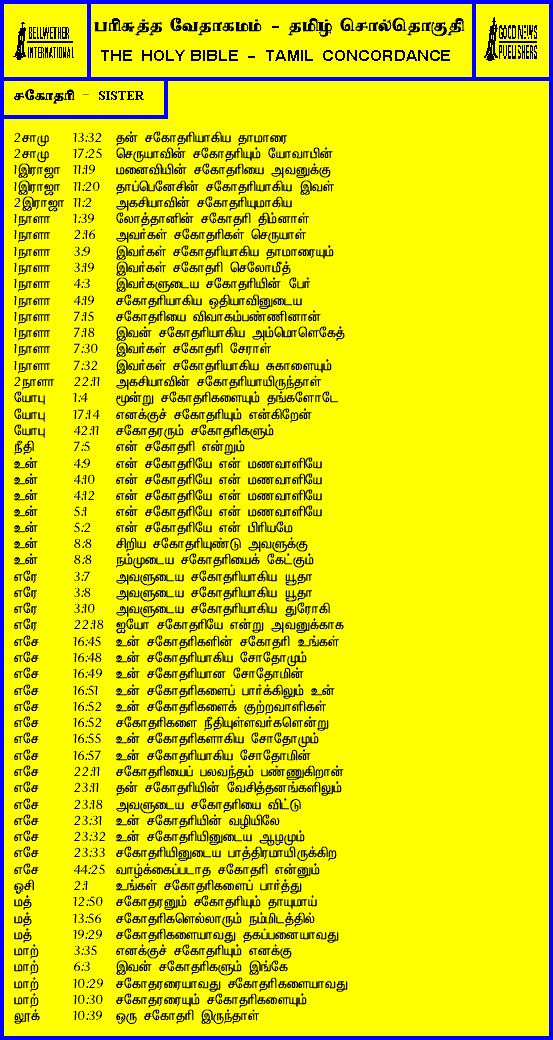 BELLWETHER
INTERNATIONAL
பரிசுத்த வேதாகமம் - தமிழ் சொல்தொகுதி
THE HOLY BIBLE - TAMIL CONCORDANCE
GOOD NEWS
PUBLISHERS
சகோதரி - SISTER
2சாமு 13:32 தன் சகோதரியாகிய தாமாரை
2சாமு 17:25 செருயாவின் சகோதரியும் யோவாபின்
1இராஜா 11:19 மனைவியின் சகோதரியை அவனுக்கு
1இராஜா 11:20 தாப்பெனேசின் சகோதரியாகிய இவள்
2இராஜா 11:2 அகசியாவின் சகோதரியுமாகிய
1நாளா 1:39 லோத்தானின் சகோதரி திம்னாள்
1நாளா 2:16 அவர்கள் சகோதரிகள் செருயாள்
1நாளா 3:9 இவர்கள் சகோதரியாகிய தாமாரையும்
1நாளா 3:19 இவர்கள் சகோதரி செலோமீத்
1நாளா 4:3 இவர்களுடைய சகோதரியின் பேர்
1நாளா 4:19 சகோதரியாகிய ஒதியாவினுடைய
1நாளா 7:15 சகோதரியை விவாகம்பண்ணினான்
1நாளா 7:18 இவன் சகோதரியாகிய அம்மொளெகேத்
1நாளா 7:30 இவர்கள் சகோதரி சேராள்
1நாளா 7:32 இவர்கள் சகோதரியாகிய சுகாளையும்
2நாளா 22:11 அகசியாவின் சகோதரியாயிருந்தாள்
யோபு 1:4 மூன்று சகோதரிகளையும் தங்களோடே
யோபு 17:14 எனக்குச் சகோதரியும் என்கிறேன்
யோபு 42:11 சகோதரரும் சகோதரிகளும்
நீதி 7:5 என் சகோதரி என்றும்
உன் 4:9 என் சகோதரியே என் மணவாளியே
உன் 4:10 என் சகோதரியே என் மணவாளியே
உன் 4:12 என் சகோதரியே என் மணவாளியே
உன் 5:1 என் சகோதரியே என் மணவாளியே
உன் 5:2 என் சகோதரியே என் பிரியமே
உன் 8:8 சிறிய சகோதரியுண்டு அவளுக்கு
உன் 8:8 நம்முடைய சகோதரியைக் கேட்கும்
எரே 3:7 அவளுடைய சகோதரியாகிய யூதா
எரே 3:8 அவளுடைய சகோதரியாகிய யூதா
எரே 3:10 அவளுடைய சகோதரியாகிய துரோகி
எரே 22:18 ஐயோ சகோதரியே என்று அவனுக்காக
எசே 16:45 உன் சகோதரிகளின் சகோதரி உங்கள்
எசே 16:48 உன் சகோதரியாகிய சோதோமும்
எசே 16:49 உன் சகோதரியான சோதோமின்
எசே 16:51 உன் சகோதரிகளைப் பார்க்கிலும் உன்
எசே 16:52 உன் சகோதரிகளைக் குற்றவாளிகள்
எசே 16:52 சகோதரிகளை நீதியுள்ளவர்களென்று
எசே 16:55 உன் சகோதரிகளாகிய சோதோமும்
எசே 16:57 உன் சகோதரியாகிய சோதோமின்
எசே 22:11 சகோதரியைப் பலவந்தம் பண்ணுகிறான்
எசே 23:11 தன் சகோதரியின் வேசித்தனங்களிலும்
எசே 23:18 அவளுடைய சகோதரியை விட்டு
எசே 23:31 உன் சகோதரியின் வழியிலே
எசே 23:32 உன் சகோதரியினுடைய ஆழமும்
எசே 23:33 சகோதரியினுடைய பாத்திரமாயிருக்கிற
எசே 44:25 வாழ்க்கைப்படாத சகோதரி என்னும்
ஓசி 2:1 உங்கள் சகோதரிகளைப் பார்த்து
மத் 12:50 சகோதரனும் சகோதரியும் தாயுமாய்
மத் 13:56 சகோதரிகளெல்லாரும் நம்மிடத்தில்
மத் 19:29 சகோதரிகளையாவது தகப்பனையாவது
மாற் 3:35 எனக்குச் சகோதரியும் எனக்கு
மாற் 6:3 இவன் சகோதரிகளும் இங்கே
மாற் 10:29 சகோதரரையாவது சகோதரிகளையாவது
மாற் 10:30 சகோதரரையும் சகோதரிகளையும்
லூக் 10:39 ஒரு சகோதரி இருந்தாள்